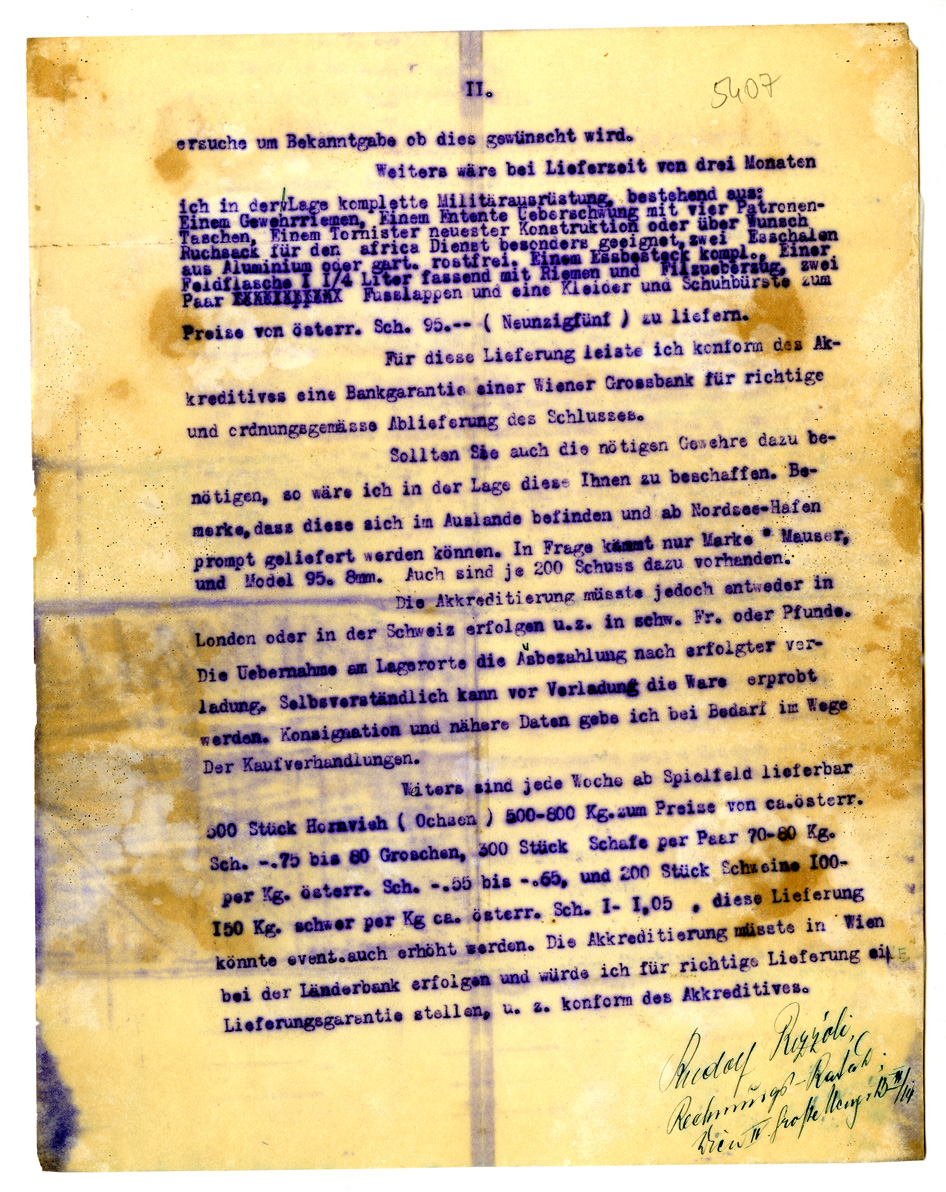 II.
5407
ersuche um Bekanntgabe ob dies gewünscht wird.
Weiters wäre bei Lieferzeit von drei Monaten
ich in der Lage komplette Militärausrüstung, bestehend aus:
Einem Gewehrriemen, Einem Entente Ueberschwung mit vier Patronen-
Taschen, Einem Tornister neuester Konstruktion oder über Wunsch
Ruchsack für den africa Dienst besonders geeignet, zwei Esschalen
aus Aluminium oder gart. rostfrei. Einem Essbesteck kompl., Einer
Feldflasche I I/4 Liter fassend mit Riemen und Filzueberzug, zwei
Paar XXXXXXXXXX Fusslappen und eine Kleider und Schuhbürste zum
Preise von österr. Sch. 95.-- ( Neunzigfünf ) zu liefern.
Für diese Lieferung leiste ich konform des Ak-
kreditives eine Bankgarantie einer Wiener Grossbank für richtige
und ordnungsgemässe Ablieferung des Schlusses.
Sollten Sie auch die nötigen Gewehre dazu be-
nötigen, so wäre ich in der Lage diese Ihnen zu beschaffen. Be-
merke, dass diese sich im Auslande befinden und ab Nordsee-Hafen
prompt geliefert werden können. In Frage kämmt nur Marke " Mauser,
und Model 95. 8mm. Auch sind je 200 Schuss dazu vorhanden.
Die Akkreditierung müsste jedoch entweder in
London oder in der Schweiz erfolgen u.z. in schw. Fr. oder Pfunde.
Die Uebernahme am Lagerorte die Ausbezahlung nach erfolgter ver-
ladung. Selbsverständlich kann vor Verladung die Ware erprobt
werden. Konsignation und nähere Daten gebe ich bei Bedarf im Wege
Der Kaufverhandlungen.
Weiters sind jede Woche ab Spielfeld lieferbar
500 Stück Hornvieh ( Ochsen ) 500-800 Kg.zum Preise von ca.österr.
Sch. -.75 bis 80 Groschen, 300 Stück Schafe per Paar 70-80 Kg.
per Kg. österr. Sch. -.55 bis -.65, und 200 Stück Schweine I00-
I50 Kg. schwer per Kg ca. österr. Sch. I- I,05 , diese Lieferung
könnte event.auch erhöht werden. Die Akkreditierung müsste in Wien
bei der Länderbank erfolgen und würde ich für richtige Lieferung eine
Lieferungsgarantie stellen, u. z. konform des Akkreditives.
Rudolf Rizzoli,
Rechnungs-Rat
Wien IV. Große